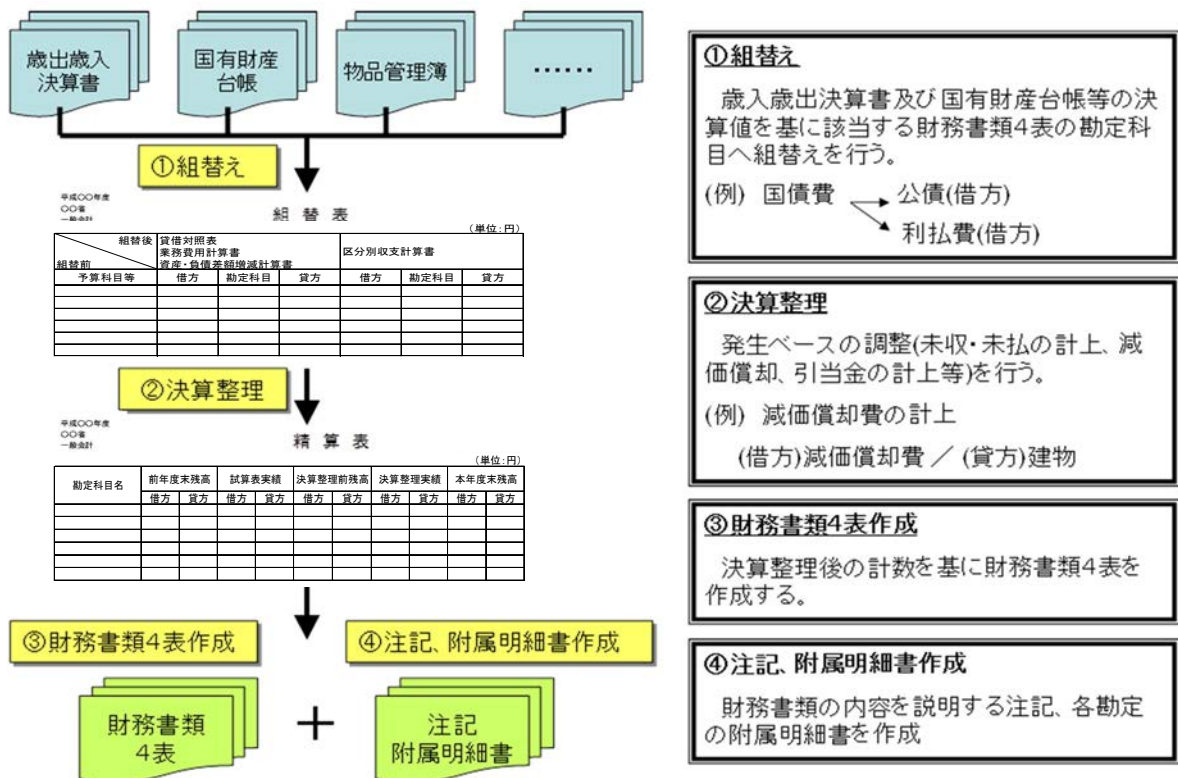 歳出歳入
決算書
国有財産
台帳
物品管理簿
……
①組替え
平成〇〇年度
〇〇省
一般会計
組 替 表
(単位:円)
組替後
組替前
貸借対照表
業務費用計算書
資産・負債差額増減計算書
区分別収支計算書
予算科目等 借方 勘定科目 貸方 借方 勘定科目 貸方
②決算整理
平成〇〇年度
〇〇省
一般会計
精 算 表
(単位:円)
勘定科目名 前年度末残高 試算表実績 決算整理前残高 決算整理実績 本年度末残高
借方 貸方 借方 貸方 借方 貸方 借方 貸方 借方 貸方
③財務書類4表作成
④注記、附属明細書作成
財務書類
4表
+
注記
附属明細書
①組替え
歳入歳出決算書及び国有財産台帳等の決
算値を基に該当する財務書類4表の勘定科
目へ組替えを行う。
(例) 国債費 公債(借方)
利払費(借方)
②決算整理
発生ベースの調整(未収・未払の計上、減
価償却、引当金の計上等)を行う。
(例) 減価償却費の計上
(借方)減価償却費 / (貸方)建物
③財務書類4表作成
決算整理後の計数を基に財務書類4表を
作成する。
④注記、附属明細書作成
財務書類の内容を説明する注記、各勘定
の附属明細書を作成